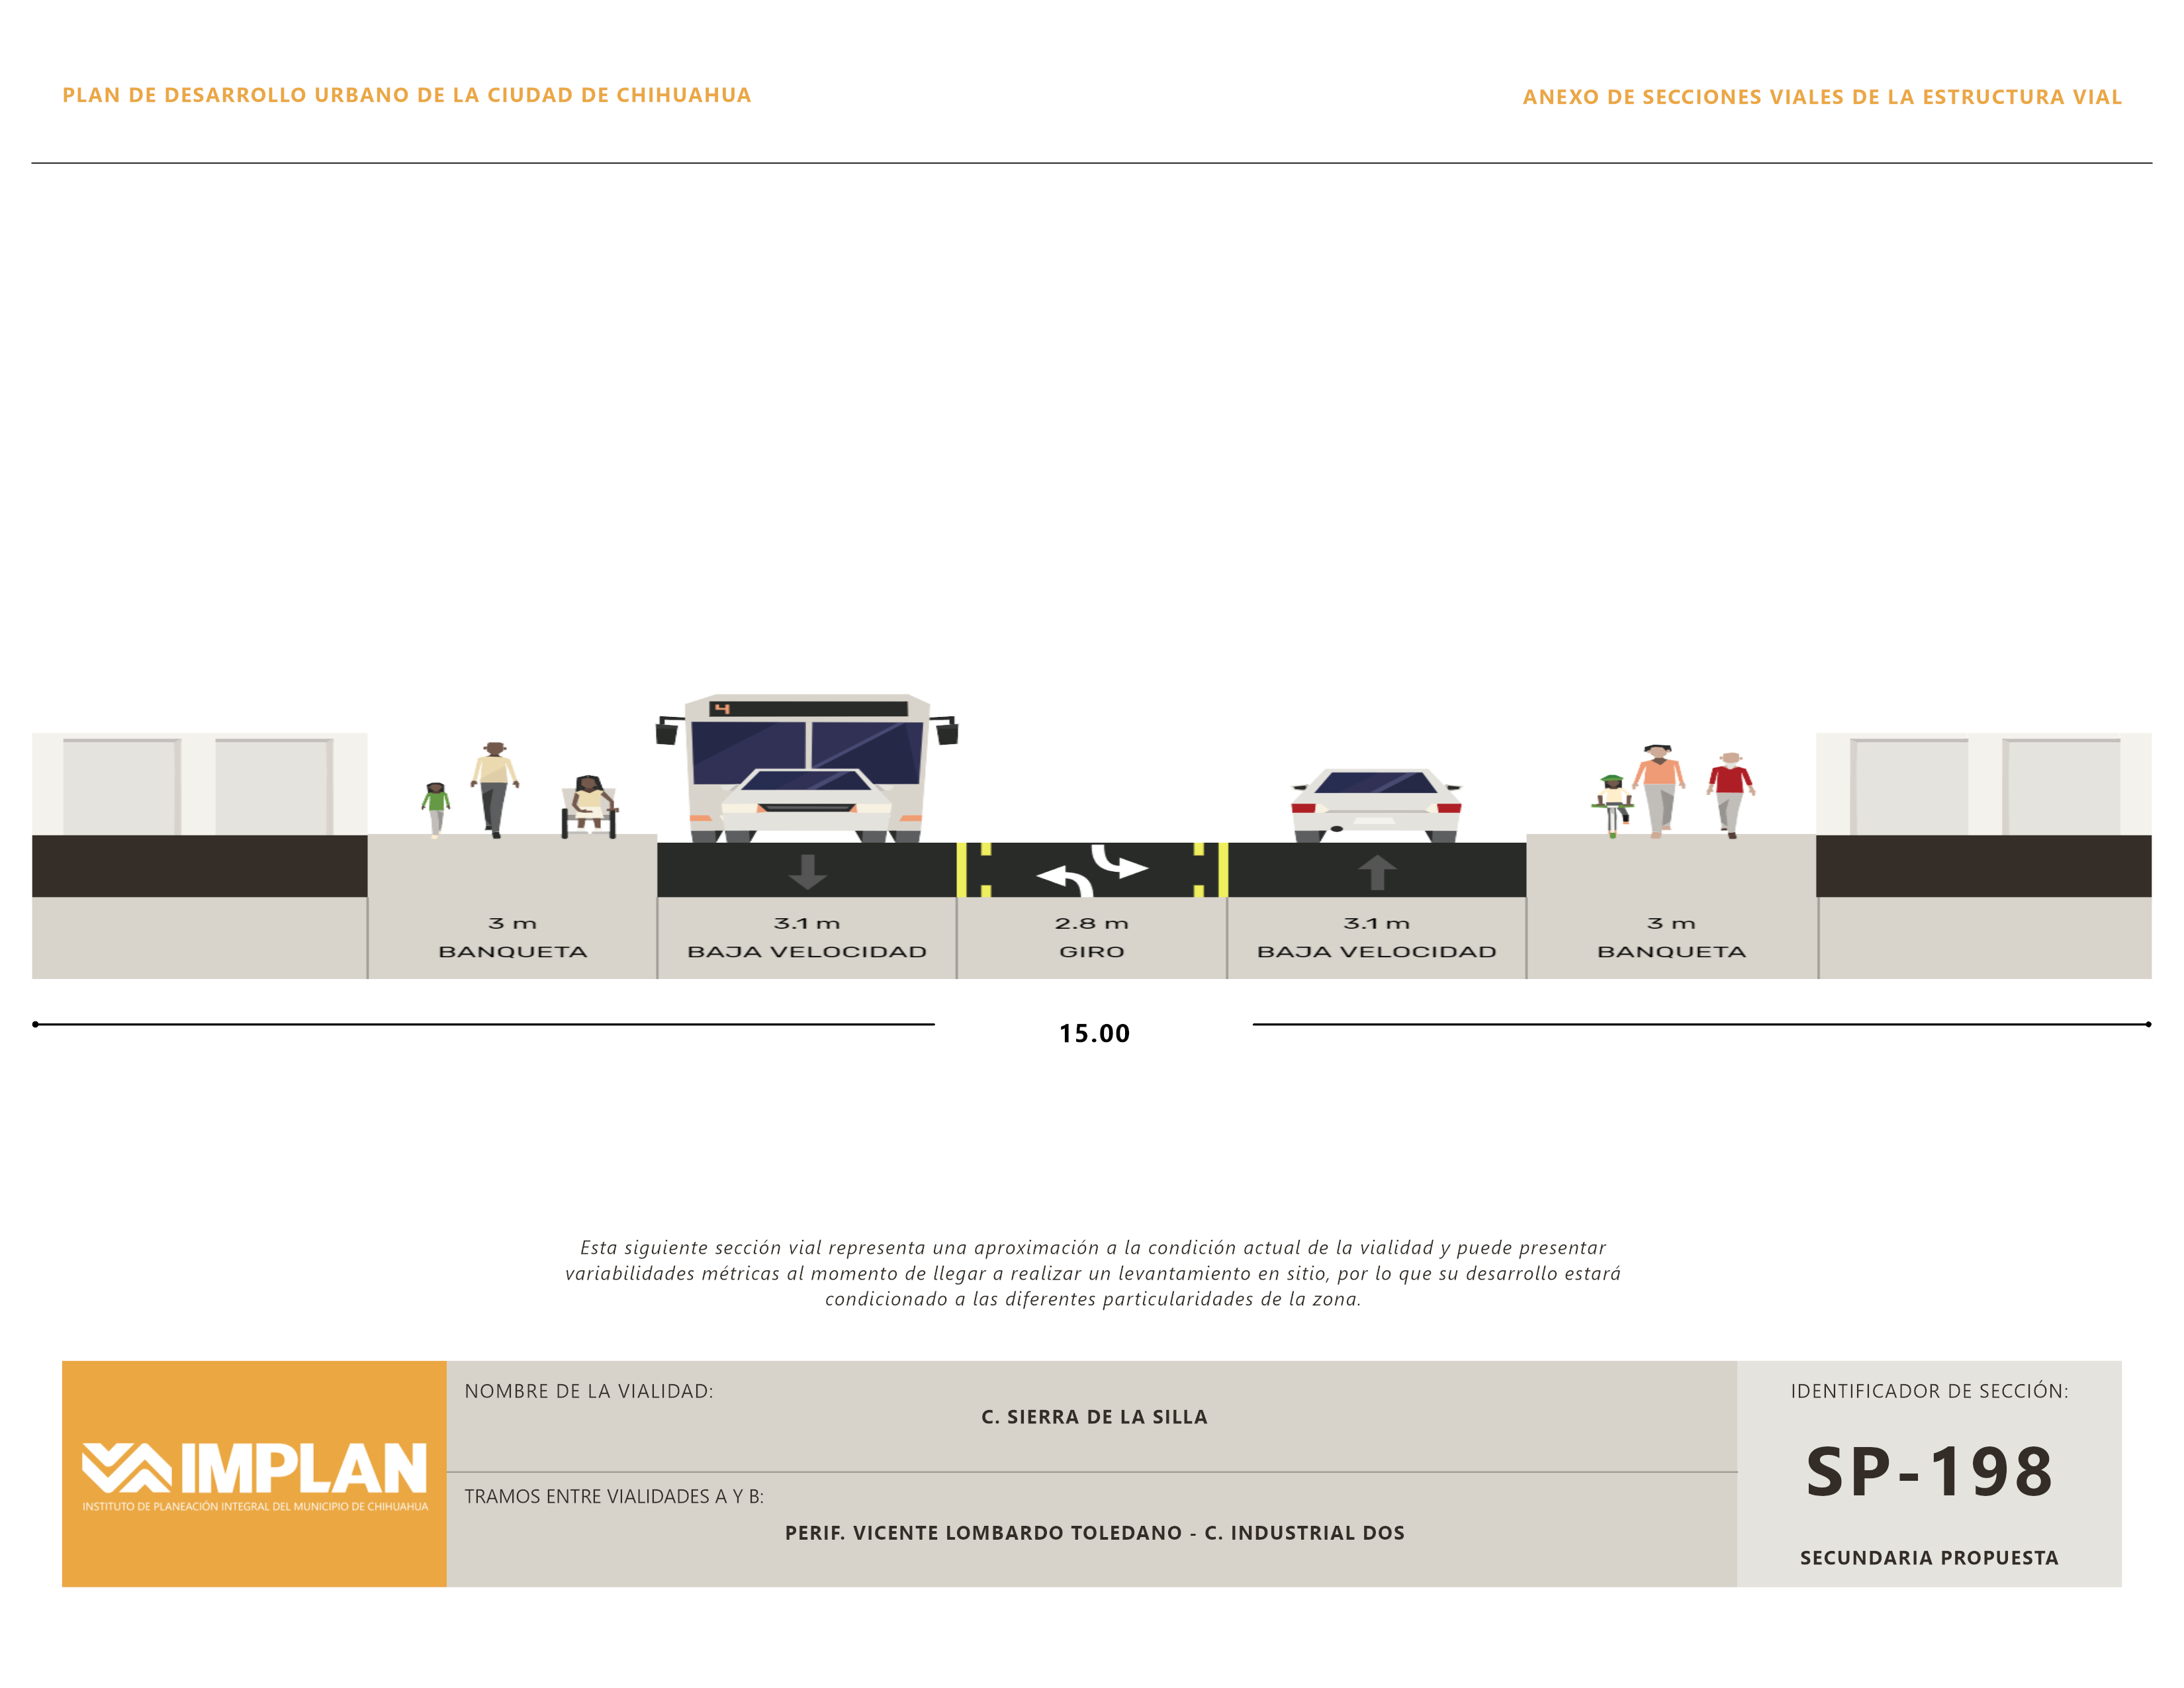 PLAN DE DESARROLLO URBANO DE LA CIUDAD DE CHIHUAHUA
ANEXO DE SECCIONES VIALES DE LA ESTRUCTURA VIAL
4
3 m
BANQUETA
3.1 m
BAJA VELOCIDAD
2.8 m
GIRO
3.1 m
BAJA VELOCIDAD
3 m
BANQUETA
15.00
Esta siguiente sección vial representa una aproximación a la condición actual de la vialidad y puede presentar
variabilidades métricas al momento de llegar a realizar un levantamiento en sitio, por lo que su desarrollo estará
condicionado a las diferentes particularidades de la zona.
IMPLAN
INSTITUTO DE PLANEACIÓN INTEGRAL DEL MUNICIPIO DE CHIHUAHUA
NOMBRE DE LA VIALIDAD:
C. SIERRA DE LA SILLA
TRAMOS ENTRE VIALIDADES A Y B:
PERIF. VICENTE LOMBARDO TOLEDANO - C. INDUSTRIAL DOS
IDENTIFICADOR DE SECCIÓN:
SP-198
SECUNDARIA PROPUESTA